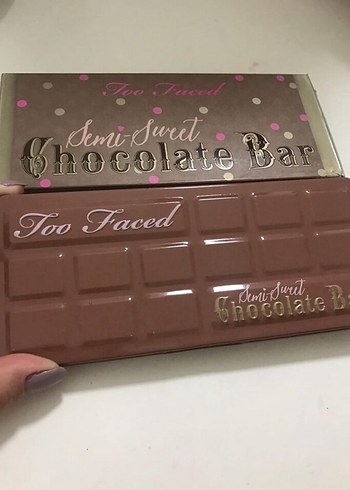 Too Faced
Semi-Sweet
Chocolate Bar
Too Faced
Semi-Sweet
Chocolate Ba